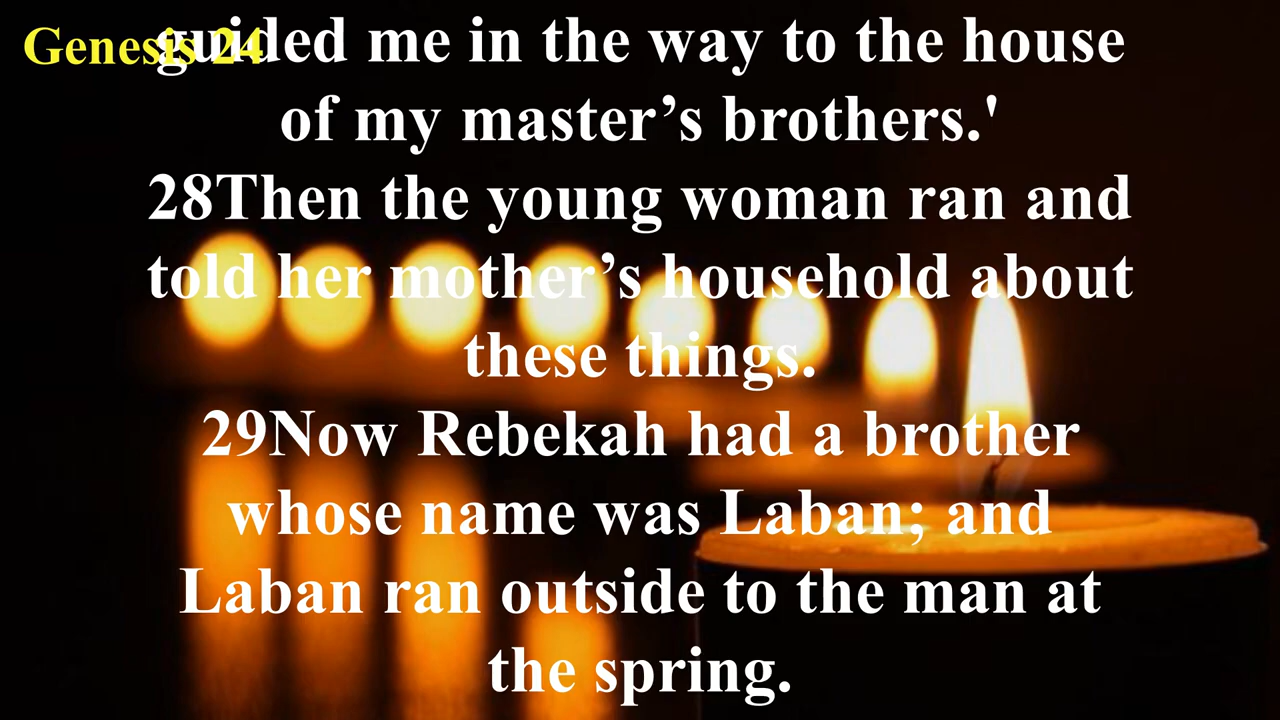 Genesis 24
guided me in the way to the house
of my master’s brothers.'
28Then the young woman ran and
told her mother’s household about
these things.
29Now Rebekah had a brother
whose name was Laban; and
Laban ran outside to the man at
the spring.